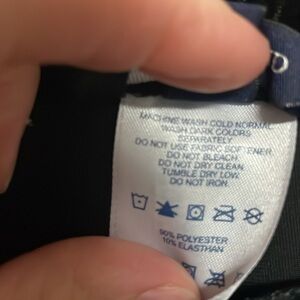 MACHINE WASH COLD NORMAL
WASH DARK COLORS
SEPARATELY
DO NOT USE FABRIC SOFTENER
DO NOT BLEACH
DO NOT DRY CLEAN
TUMBLE DRY LOW
DO NOT IRON.
90% POLYESTER
10% ELASTHAN